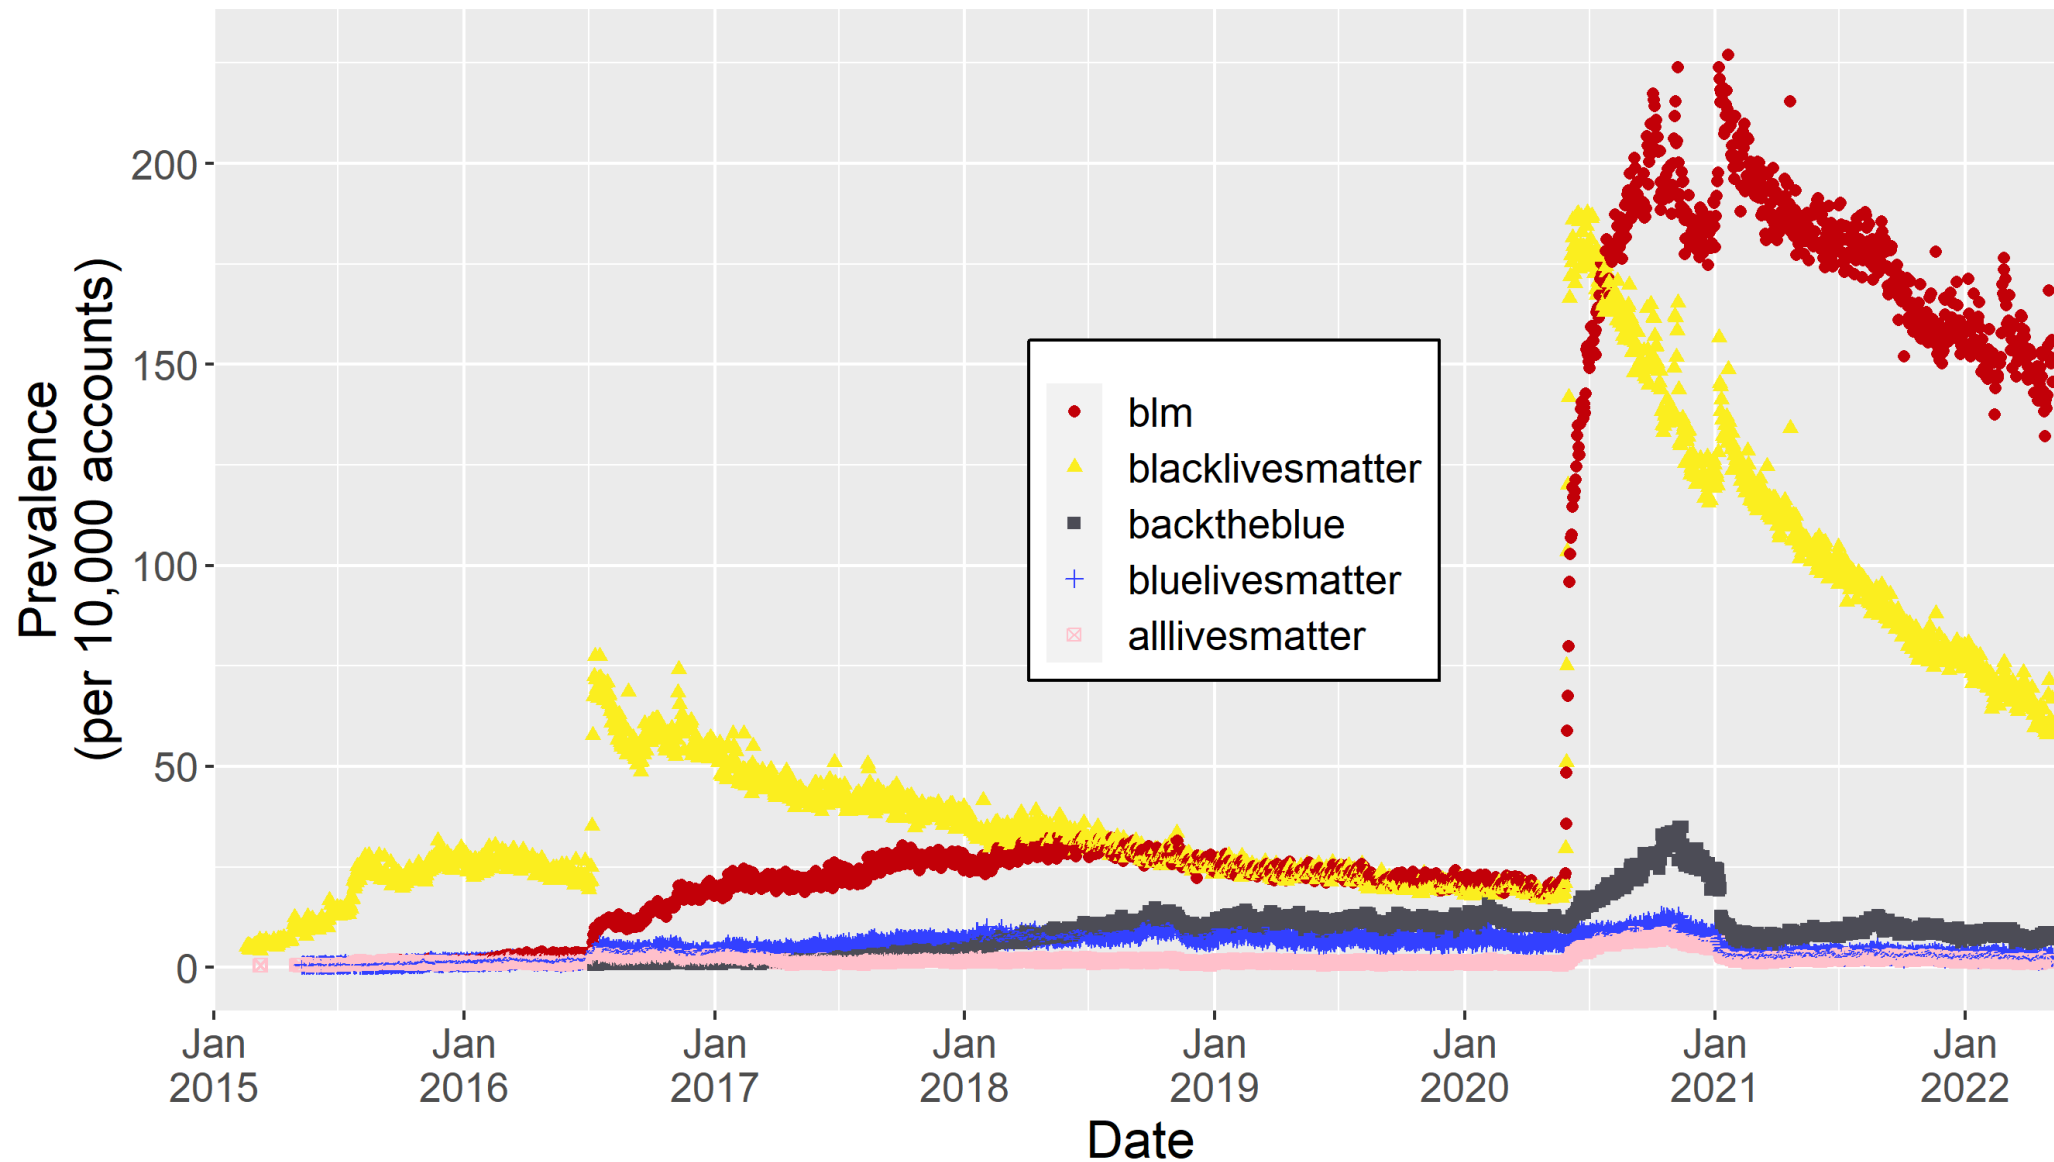 Prevalence
(per 10,000 accounts)
200
150
100
50
0
blm
blacklivesmatter
backtheblue
bluelivesmatter
alllivesmatter
Jan Jan Jan Jan Jan Jan Jan Jan
2015 2016 2017 2018 2019 2020 2021 2022
Date